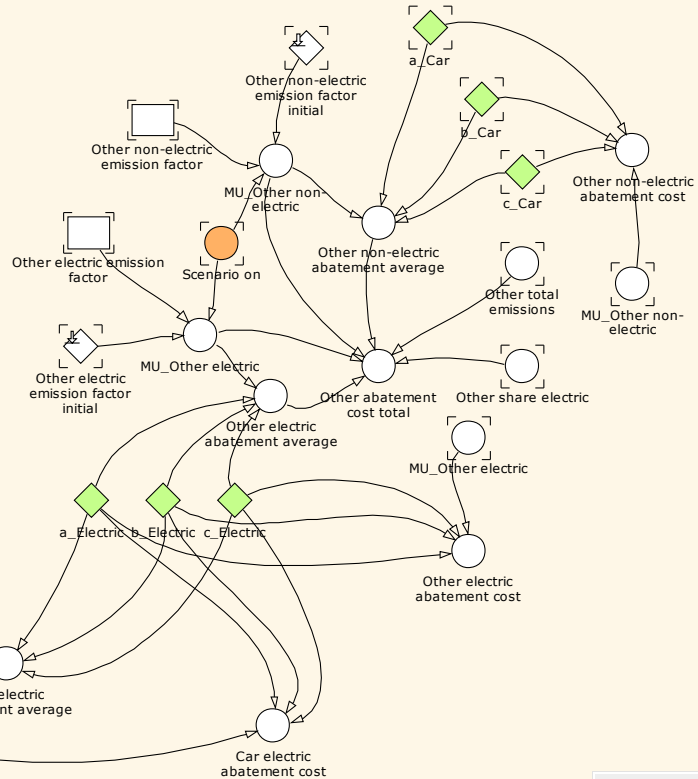 a_Car
Other non-electric
emission factor
initial
b_Car
Other non-electric
emission factor
MU_Other non-
electric
Other non-electric
abatement cost
c_Car
Other non-electric
abatement average
Other electric emission
factor
Scenario on
Other total
emissions
MU_Other non-
electric
MU_Other electric
Other electric
emission factor
initial
Other abatement
cost total
Other share electric
Other electric
abatement average
MU_Other electric
a_Electric
b_Electric
c_Electric
Other electric
abatement cost
electric
nt average
Car electric
abatement cost